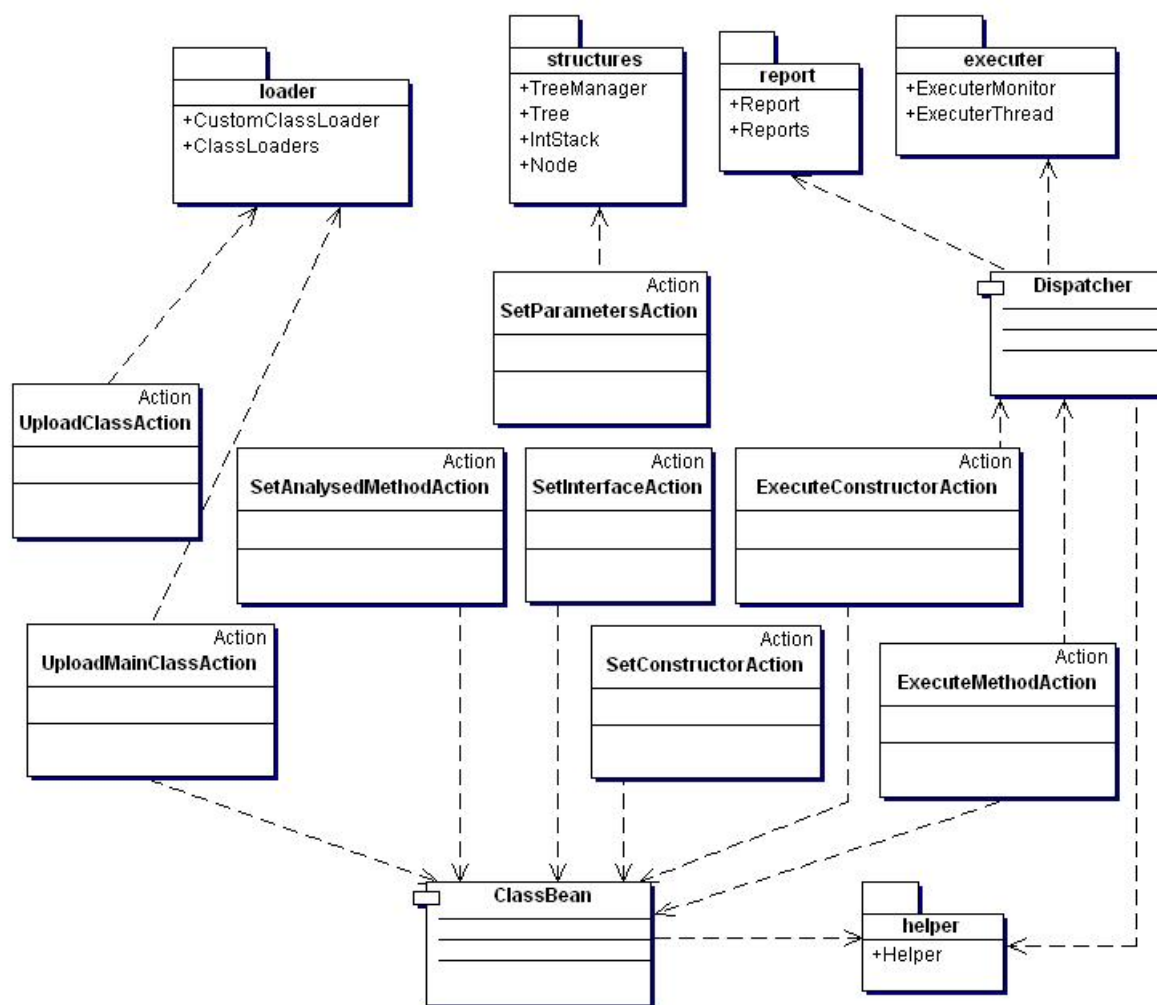 loader
+CustomClassLoader
+ClassLoaders
structures
+TreeManager
+Tree
+IntStack
+Node
report
+Report
+Reports
executer
+ExecuterMonitor
+ExecuterThread
Action
SetParametersAction
Dispatcher
Action
UploadClassAction
Action
SetAnalysedMethodAction
Action
SetInterfaceAction
Action
ExecuteConstructorAction
Action
UploadMainClassAction
Action
SetConstructorAction
Action
ExecuteMethodAction
ClassBean
helper
+Helper